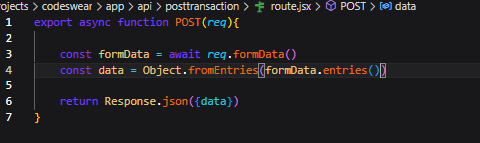 rojects > codeswear > app > api > posttransaction > route.jsx > POST > data
1 export async function POST(req){
2
3 const formData = await req.formData()
4 const data = Object.fromEntries(formData.entries())
5
6 return Response.json({data})
7 }